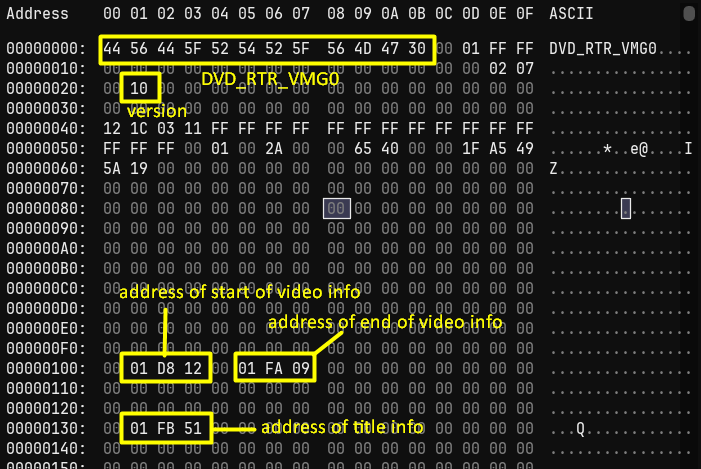 Address 00 01 02 03 04 05 06 07 08 09 0A 0B 0C 0D 0E 0F ASCII
00000000: 44 56 44 5F 52 54 52 5F 56 4D 47 30 00 01 FF FF DVD_RTR_VMG0....
00000010: 00 00 00 00 00 00 00 00 00 00 00 00 00 00 02 07 ................
DVD_RTR_VMG0
00000020: 00 10 00 00 00 00 00 00 00 00 00 00 00 00 00 00 ................
00000030: 00 00 00 00 00 00 00 00 00 00 00 00 00 00 00 00 ................
version
00000040: 12 1C 03 11 FF FF FF FF FF FF FF FF FF FF FF FF ................
00000050: FF FF FF 00 01 00 2A 00 00 65 40 00 00 1F A5 49 ......*..e@....I
00000060: 5A 19 00 00 00 00 00 00 00 00 00 00 00 00 00 00 Z...............
00000070: 00 00 00 00 00 00 00 00 00 00 00 00 00 00 00 00 ................
00000080: 00 00 00 00 00 00 00 00 00 00 00 00 00 00 00 00 ................
00000090: 00 00 00 00 00 00 00 00 00 00 00 00 00 00 00 00 ................
000000A0: 00 00 00 00 00 00 00 00 00 00 00 00 00 00 00 00 ................
000000B0: 00 00 00 00 00 00 00 00 00 00 00 00 00 00 00 00 ................
000000C0: 00 00 00 00 00 00 00 00 00 00 00 00 00 00 00 00 ................
address of start of video info
000000D0: 00 00 00 00 00 00 00 00 00 00 00 00 00 00 00 00 ................
address of end of video info
000000E0: 00 00 00 00 00 00 00 00 00 00 00 00 00 00 00 00 ................
000000F0: 00 00 00 00 00 00 00 00 00 00 00 00 00 00 00 00 ................
00000100: 00 01 D8 12 00 01 FA 09 00 00 00 00 00 00 00 00 ................
00000110: 00 00 00 00 00 00 00 00 00 00 00 00 00 00 00 00 ................
00000120: 00 00 00 00 00 00 00 00 00 00 00 00 00 00 00 00 ................
00000130: 00 01 FB 51 00 00 00 00 00 00 00 00 00 00 00 00 ...Q............
address of title info
00000140: 00 00 00 00 00 00 00 00 00 00 00 00 00 00 00 00 ................